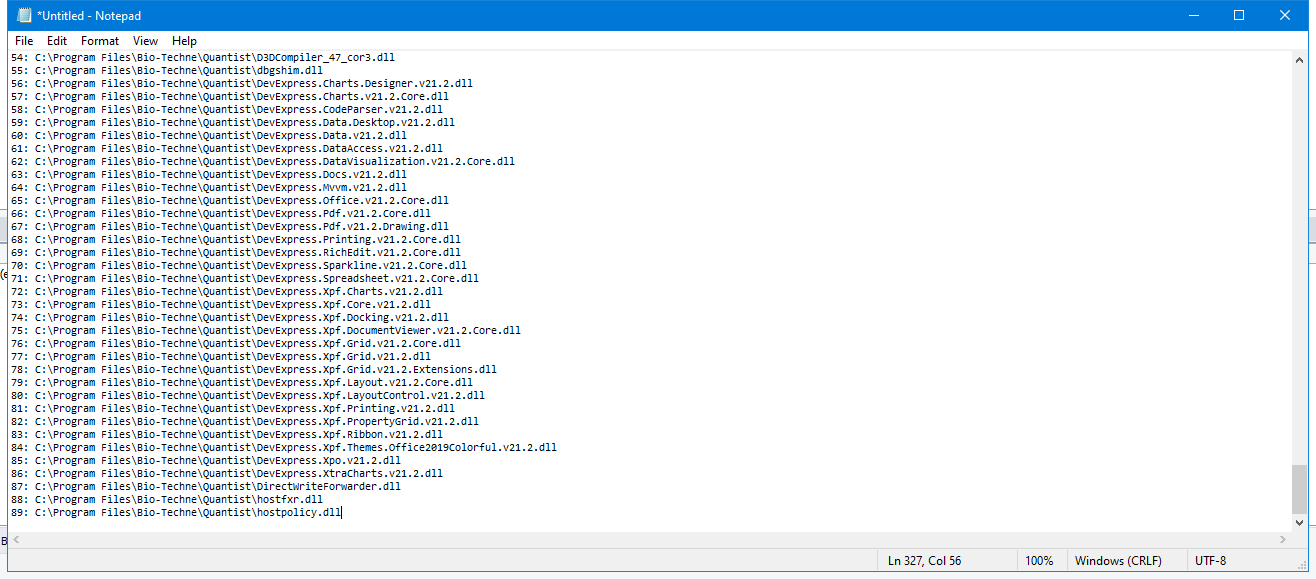 *Untitled - Notepad
File Edit Format View Help
54: C:\Program Files\Bio-Techne\Quantist\D3DCompiler_47_cor3.dll
55: C:\Program Files\Bio-Techne\Quantist\dbgshim.dll
56: C:\Program Files\Bio-Techne\Quantist\DevExpress.Charts.Designer.v21.2.dll
57: C:\Program Files\Bio-Techne\Quantist\DevExpress.Charts.v21.2.Core.dll
58: C:\Program Files\Bio-Techne\Quantist\DevExpress.CodeParser.v21.2.dll
59: C:\Program Files\Bio-Techne\Quantist\DevExpress.Data.Desktop.v21.2.dll
60: C:\Program Files\Bio-Techne\Quantist\DevExpress.Data.v21.2.dll
61: C:\Program Files\Bio-Techne\Quantist\DevExpress.DataAccess.v21.2.dll
62: C:\Program Files\Bio-Techne\Quantist\DevExpress.DataVisualization.v21.2.Core.dll
63: C:\Program Files\Bio-Techne\Quantist\DevExpress.Docs.v21.2.dll
64: C:\Program Files\Bio-Techne\Quantist\DevExpress.Mvvm.v21.2.dll
65: C:\Program Files\Bio-Techne\Quantist\DevExpress.Office.v21.2.Core.dll
66: C:\Program Files\Bio-Techne\Quantist\DevExpress.Pdf.v21.2.Core.dll
67: C:\Program Files\Bio-Techne\Quantist\DevExpress.Pdf.v21.2.Drawing.dll
68: C:\Program Files\Bio-Techne\Quantist\DevExpress.Printing.v21.2.Core.dll
69: C:\Program Files\Bio-Techne\Quantist\DevExpress.RichEdit.v21.2.Core.dll
70: C:\Program Files\Bio-Techne\Quantist\DevExpress.Sparkline.v21.2.Core.dll
71: C:\Program Files\Bio-Techne\Quantist\DevExpress.Spreadsheet.v21.2.Core.dll
72: C:\Program Files\Bio-Techne\Quantist\DevExpress.Xpf.Charts.v21.2.dll
73: C:\Program Files\Bio-Techne\Quantist\DevExpress.Xpf.Core.v21.2.dll
74: C:\Program Files\Bio-Techne\Quantist\DevExpress.Xpf.Docking.v21.2.dll
75: C:\Program Files\Bio-Techne\Quantist\DevExpress.Xpf.DocumentViewer.v21.2.Core.dll
76: C:\Program Files\Bio-Techne\Quantist\DevExpress.Xpf.Grid.v21.2.Core.dll
77: C:\Program Files\Bio-Techne\Quantist\DevExpress.Xpf.Grid.v21.2.dll
78: C:\Program Files\Bio-Techne\Quantist\DevExpress.Xpf.Grid.v21.2.Extensions.dll
79: C:\Program Files\Bio-Techne\Quantist\DevExpress.Xpf.Layout.v21.2.Core.dll
80: C:\Program Files\Bio-Techne\Quantist\DevExpress.Xpf.LayoutControl.v21.2.dll
81: C:\Program Files\Bio-Techne\Quantist\DevExpress.Xpf.Printing.v21.2.dll
82: C:\Program Files\Bio-Techne\Quantist\DevExpress.Xpf.PropertyGrid.v21.2.dll
83: C:\Program Files\Bio-Techne\Quantist\DevExpress.Xpf.Ribbon.v21.2.dll
84: C:\Program Files\Bio-Techne\Quantist\DevExpress.Xpf.Themes.Office2019Colorful.v21.2.dll
85: C:\Program Files\Bio-Techne\Quantist\DevExpress.Xpo.v21.2.dll
86: C:\Program Files\Bio-Techne\Quantist\DevExpress.XtraCharts.v21.2.dll
87: C:\Program Files\Bio-Techne\Quantist\DirectWriteForwarder.dll
88: C:\Program Files\Bio-Techne\Quantist\hostfxr.dll
89: C:\Program Files\Bio-Techne\Quantist\hostpolicy.dll
Ln 327, Col 56 100% Windows (CRLF) UTF-8